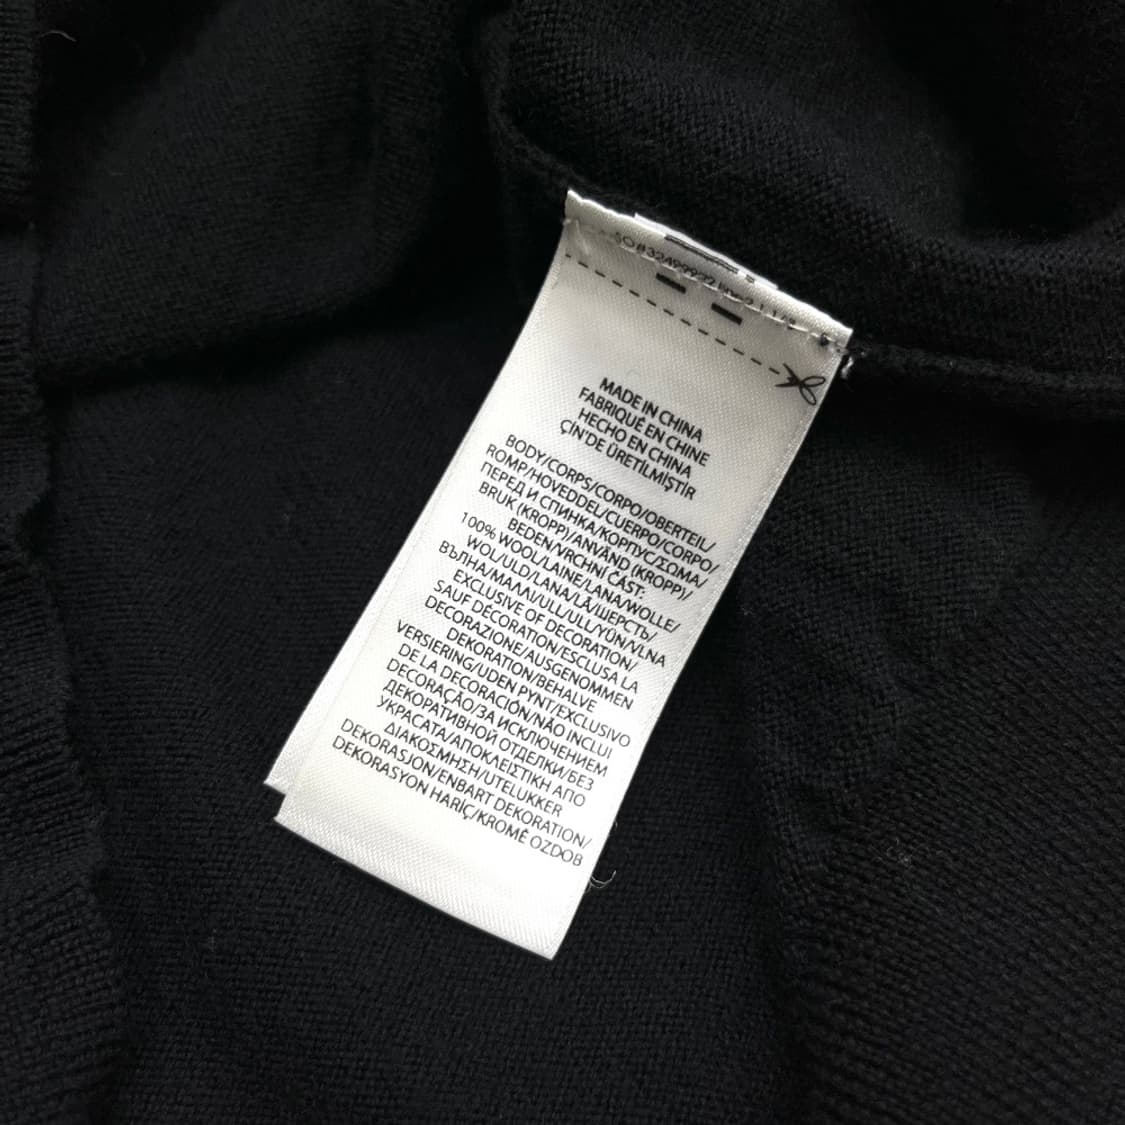 MADE IN CHINA
FABRIQUÉ EN CHINE
HECHO EN CHINA
ÇİN'DE ÜRETİLMİŞTİR
BODY/CORPS/CORPO/OBERTEIL/
ROMP/HOVEDDEL/CUERPO/CORPO/
ПЕРЕД И СПИНКА/КОРПУС/ΣΩΜΑ/
BRUK (KROPP)/ANVÄND (KROPP)/
BEDEN/VRCHNÍ ČÁST:
100% WOOL/LAINE/LANA/WOLLE/
WOL/ULD/LANA/LÃ/ШЕРСТЬ/
ВЪЛНА/ΜΑΛΛΙ/ULL/ULL/YÜN/VLNA
EXCLUSIVE OF DECORATION/
SAUF DÉCORATION/ESCLUSA LA
DECORAZIONE/AUSGENOMMEN
DEKORATION/BEHALVE
VERSIERING/UDEN PYNT/EXCLUSIVO
DE LA DECORACIÓN/NÃO INCLUI
DECORAÇÃO/ЗА ИСКЛЮЧЕНИЕМ
ДЕКОРАТИВНОЙ ОТДЕЛКИ/БЕЗ
УКРАСАТА/ΑΠΟΚΛΕΙΣΤΙΚΗ ΑΠΟ
ΔΙΑΚΟΣΜΗΣΗ/UTELUKKER
DEKORASJON/ENBART DEKORATION/
DEKORASYON HARİÇ/KROMĚ OZDOB